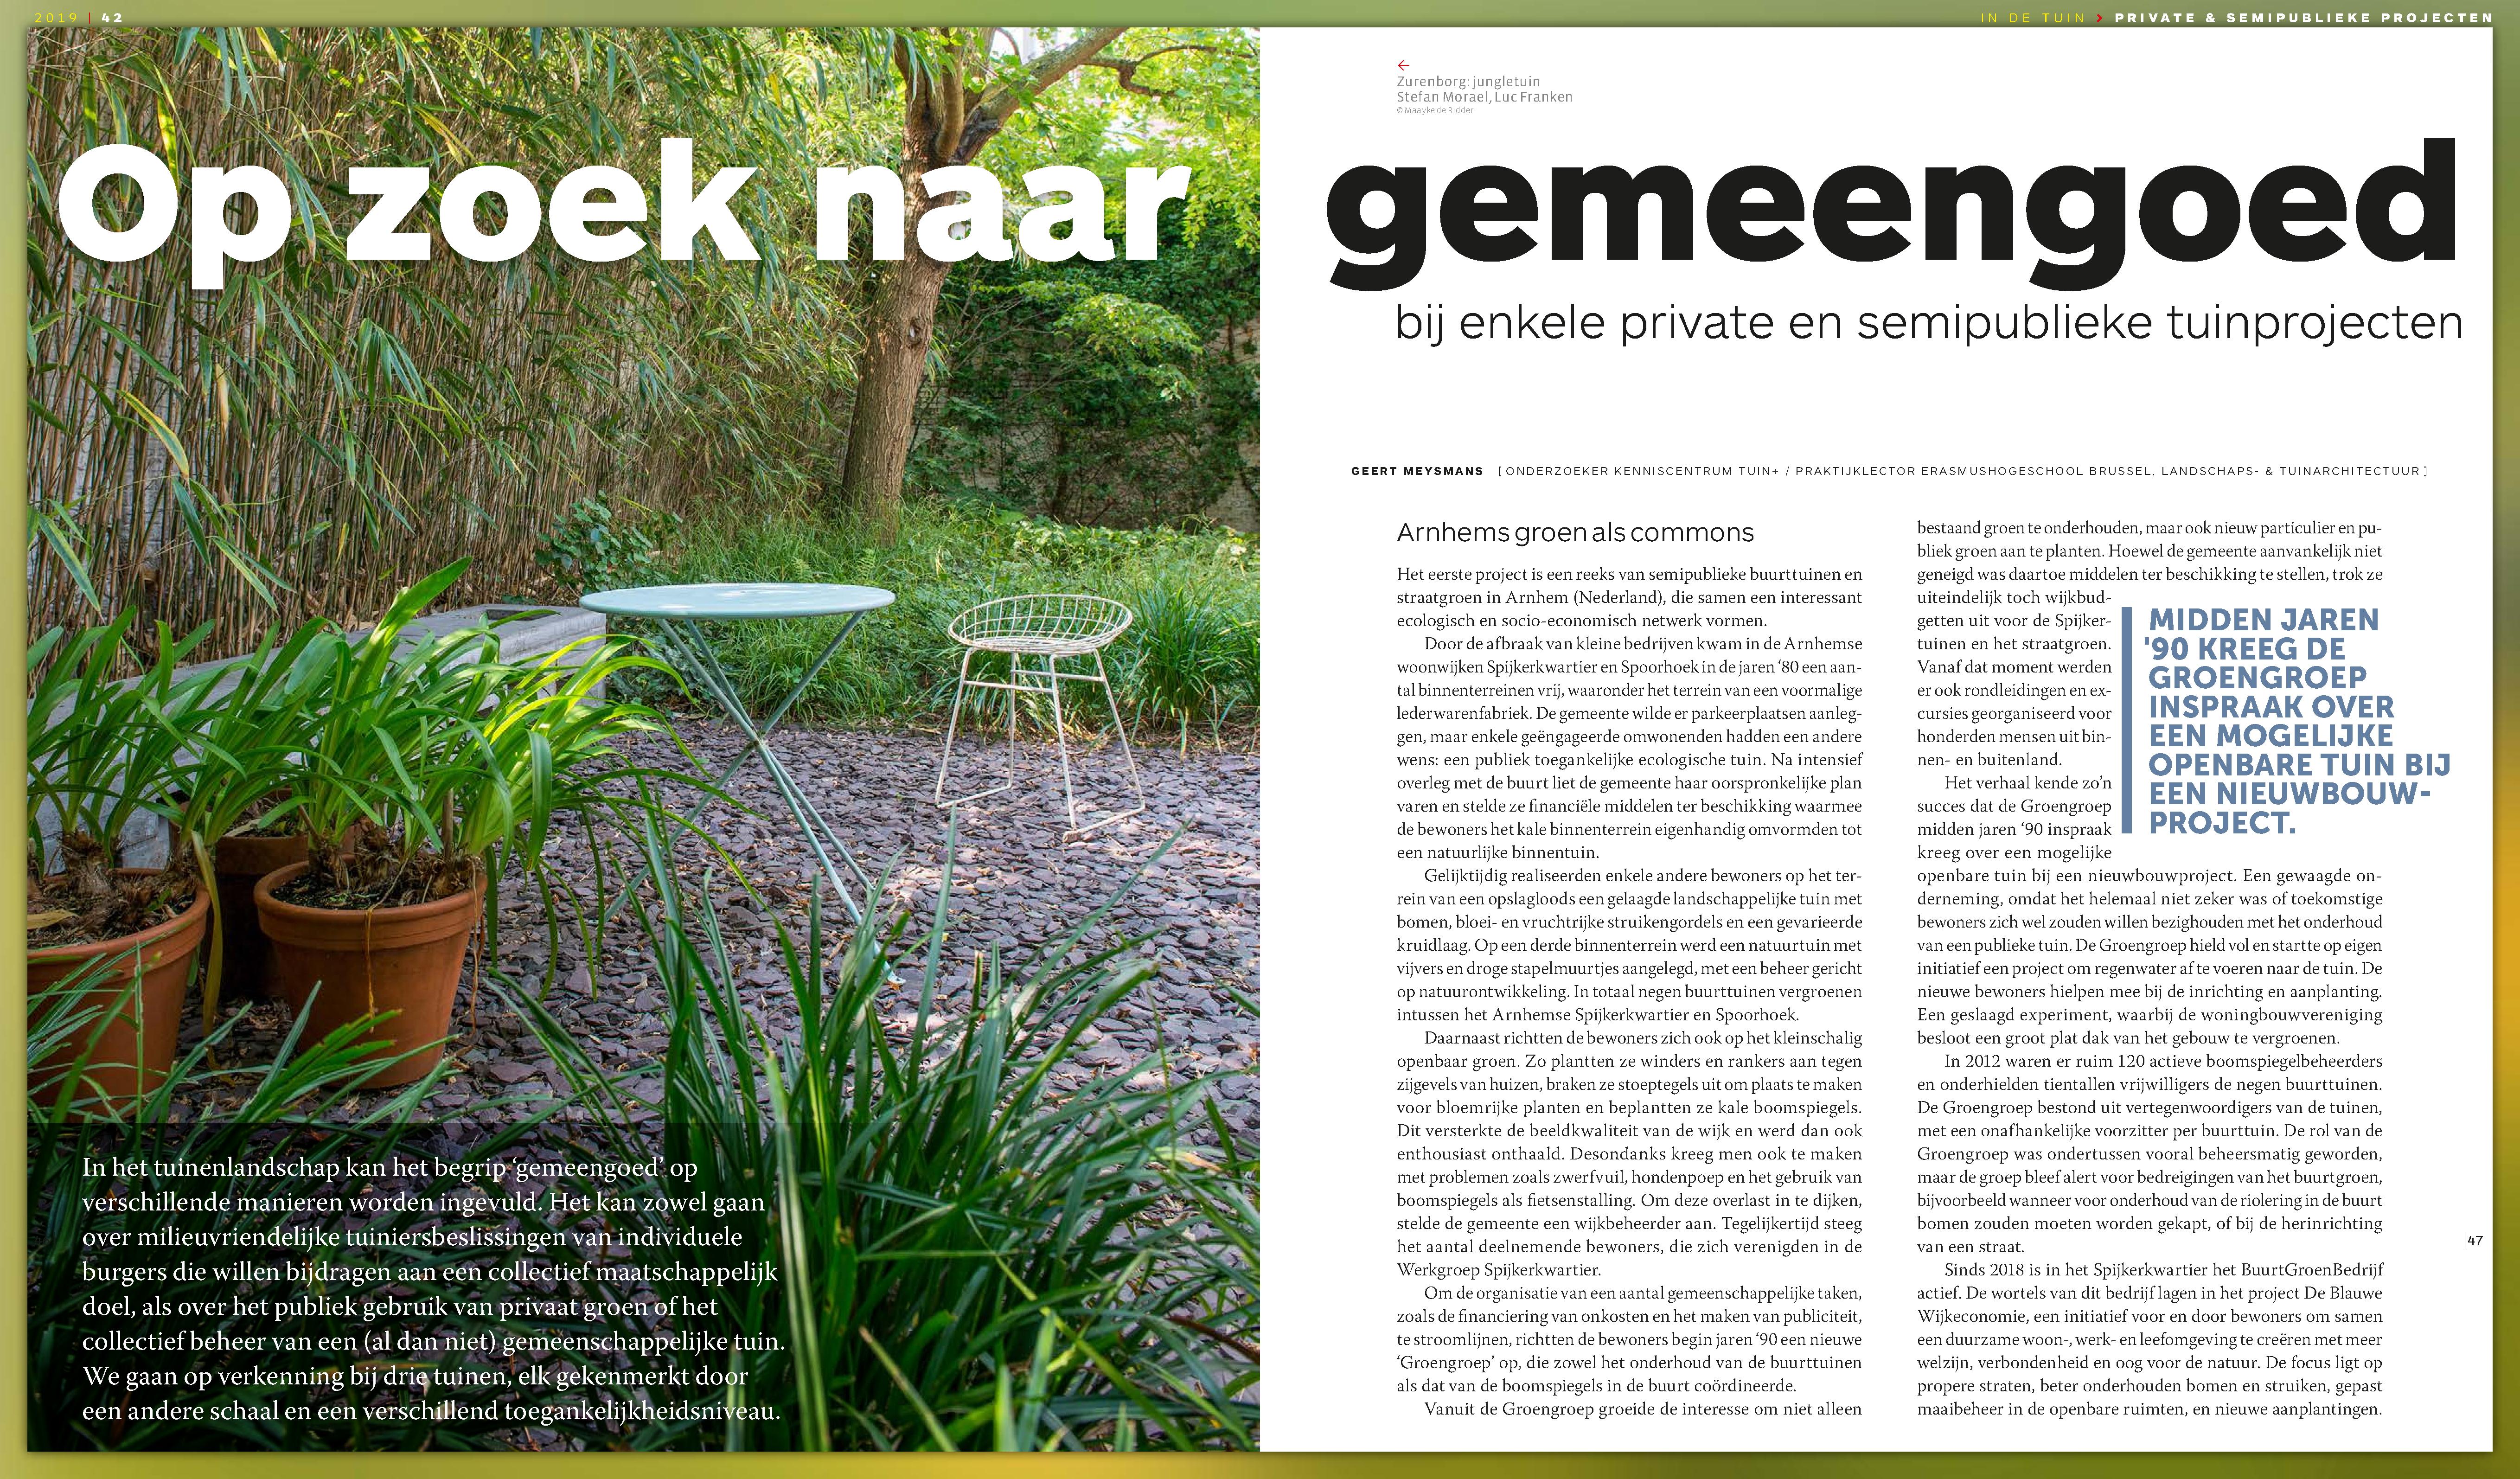 2019 | 42
IN DE TUIN > PRIVATE & SEMIPUBLIEKE PROJECTEN
←
Zurenborg: jungletuin
Stefan Morael, Luc Franken
© Maayke de Ridder
Op zoek naar gemeengoed
bij enkele private en semipublieke tuinprojecten
GEERT MEYSMANS [ ONDERZOEKER KENNISCENTRUM TUIN+ / PRAKTIJKLECTOR ERASMUSHOGESCHOOL BRUSSEL, LANDSCHAPS- & TUINARCHITECTUUR ]
In het tuinenlandschap kan het begrip ‘gemeengoed’ op
verschillende manieren worden ingevuld. Het kan zowel gaan
over milieuvriendelijke tuiniersbeslissingen van individuele
burgers die willen bijdragen aan een collectief maatschappelijk
doel, als over het publiek gebruik van privaat groen of het
collectief beheer van een (al dan niet) gemeenschappelijke tuin.
We gaan op verkenning bij drie tuinen, elk gekenmerkt door
een andere schaal en een verschillend toegankelijkheidsniveau.
Arnhems groen als commons
Het eerste project is een reeks van semipublieke buurttuinen en
straatgroen in Arnhem (Nederland), die samen een interessant
ecologisch en socio-economisch netwerk vormen.
Door de afbraak van kleine bedrijven kwam in de Arnhemse
woonwijken Spijkerkwartier en Spoorhoek in de jaren ‘80 een aan-
tal binnenterreinen vrij, waaronder het terrein van een voormalige
lederwarenfabriek. De gemeente wilde er parkeerplaatsen aanleg-
gen, maar enkele geëngageerde omwonenden hadden een andere
wens: een publiek toegankelijke ecologische tuin. Na intensief
overleg met de buurt liet de gemeente haar oorspronkelijke plan
varen en stelde ze financiële middelen ter beschikking waarmee
de bewoners het kale binnenterrein eigenhandig omvormden tot
een natuurlijke binnentuin.
Gelijktijdig realiseerden enkele andere bewoners op het ter-
rein van een opslagloods een gelaagde landschappelijke tuin met
bomen, bloei- en vruchtrijke struikengordels en een gevarieerde
kruidlaag. Op een derde binnenterrein werd een natuurtuin met
vijvers en droge stapelmuurtjes aangelegd, met een beheer gericht
op natuurontwikkeling. In totaal negen buurttuinen vergroenen
intussen het Arnhemse Spijkerkwartier en Spoorhoek.
Daarnaast richtten de bewoners zich ook op het kleinschalig
openbaar groen. Zo plantten ze winders en rankers aan tegen
zijgevels van huizen, braken ze stoeptegels uit om plaats te maken
voor bloemrijke planten en beplantten ze kale boomspiegels.
Dit versterkte de beeldkwaliteit van de wijk en werd dan ook
enthousiast onthaald. Desondanks kreeg men ook te maken
met problemen zoals zwerfvuil, hondenpoep en het gebruik van
boomspiegels als fietsenstalling. Om deze overlast in te dijken,
stelde de gemeente een wijkbeheerder aan. Tegelijkertijd steeg
het aantal deelnemende bewoners, die zich verenigden in de
Werkgroep Spijkerkwartier.
Om de organisatie van een aantal gemeenschappelijke taken,
zoals de financiering van onkosten en het maken van publiciteit,
te stroomlijnen, richtten de bewoners begin jaren ‘90 een nieuwe
‘Groengroep’ op, die zowel het onderhoud van de buurttuinen
als dat van de boomspiegels in de buurt coördineerde.
Vanuit de Groengroep groeide de interesse om niet alleen
bestaand groen te onderhouden, maar ook nieuw particulier en pu-
bliek groen aan te planten. Hoewel de gemeente aanvankelijk niet
geneigd was daartoe middelen ter beschikking te stellen, trok ze
uiteindelijk toch wijkbud-
getten uit voor de Spijker-
tuinen en het straatgroen.
Vanaf dat moment werden
er ook rondleidingen en ex-
cursies georganiseerd voor
honderden mensen uit bin-
nen- en buitenland.
Het verhaal kende zo’n
succes dat de Groengroep
midden jaren ‘90 inspraak
kreeg over een mogelijke
openbare tuin bij een nieuwbouwproject. Een gewaagde on-
derneming, omdat het helemaal niet zeker was of toekomstige
bewoners zich wel zouden willen bezighouden met het onderhoud
van een publieke tuin. De Groengroep hield vol en startte op eigen
initiatief een project om regenwater af te voeren naar de tuin. De
nieuwe bewoners hielpen mee bij de inrichting en aanplanting.
Een geslaagd experiment, waarbij de woningbouwvereniging
besloot een groot plat dak van het gebouw te vergroenen.
In 2012 waren er ruim 120 actieve boomspiegelbeheerders
en onderhielden tientallen vrijwilligers de negen buurttuinen.
De Groengroep bestond uit vertegenwoordigers van de tuinen,
met een onafhankelijke voorzitter per buurttuin. De rol van de
Groengroep was ondertussen vooral beheersmatig geworden,
maar de groep bleef alert voor bedreigingen van het buurtgroen,
bijvoorbeeld wanneer voor onderhoud van de riolering in de buurt
bomen zouden moeten worden gekapt, of bij de herinrichting
van een straat.
Sinds 2018 is in het Spijkerkwartier het BuurtGroenBedrijf
actief. De wortels van dit bedrijf lagen in het project De Blauwe
Wijkeconomie, een initiatief voor en door bewoners om samen
een duurzame woon-, werk- en leefomgeving te creëren met meer
welzijn, verbondenheid en oog voor de natuur. De focus ligt op
propere straten, beter onderhouden bomen en struiken, gepast
maaibeheer in de openbare ruimten, en nieuwe aanplantingen.
MIDDEN JAREN
'90 KREEG DE
GROENGROEP
INSPRAAK OVER
EEN MOGELIJKE
OPENBARE TUIN BIJ
EEN NIEUWBOUW-
PROJECT.
|47